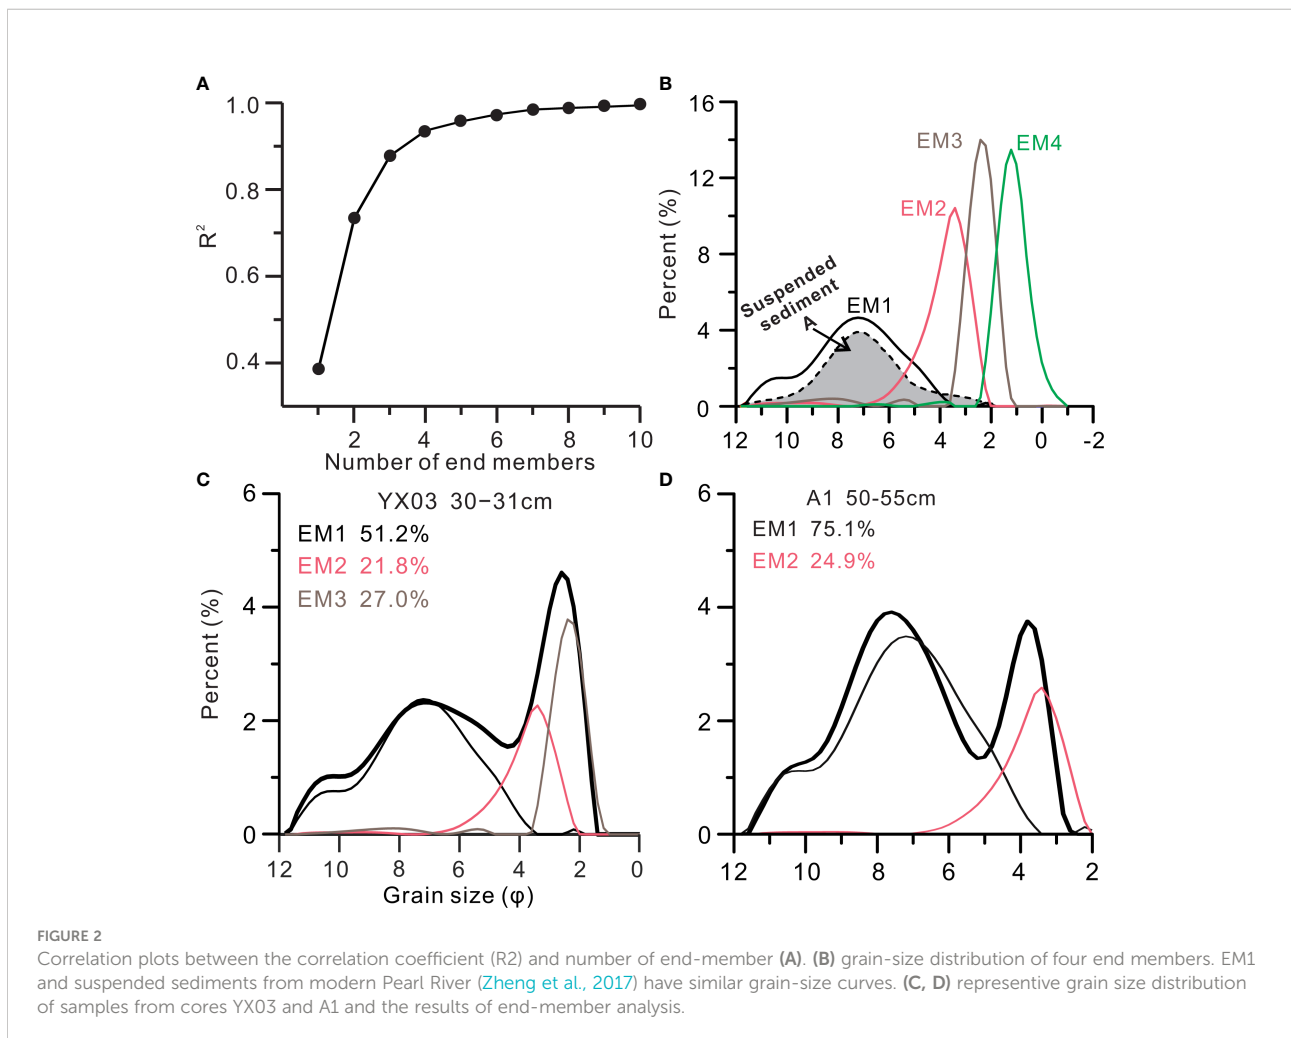 A
1.0
0.8
0.6
0.4
R²
2 4 6 8 10
Number of end members
B
16
12
8
4
0
Percent (%)
EM3 EM4
EM2
EM1
Suspended
sediment
A
12 10 8 6 4 2 0 -2
C
YX03 30−31cm
EM1 51.2%
EM2 21.8%
EM3 27.0%
6
4
2
0
Percent (%)
12 10 8 6 4 2 0
Grain size (φ)
D
A1 50-55cm
EM1 75.1%
EM2 24.9%
6
4
2
0
12 10 8 6 4 2
FIGURE 2
Correlation plots between the correlation coefficient (R2) and number of end-member (A). (B) grain-size distribution of four end members. EM1
and suspended sediments from modern Pearl River (Zheng et al., 2017) have similar grain-size curves. (C, D) representive grain size distribution
of samples from cores YX03 and A1 and the results of end-member analysis.